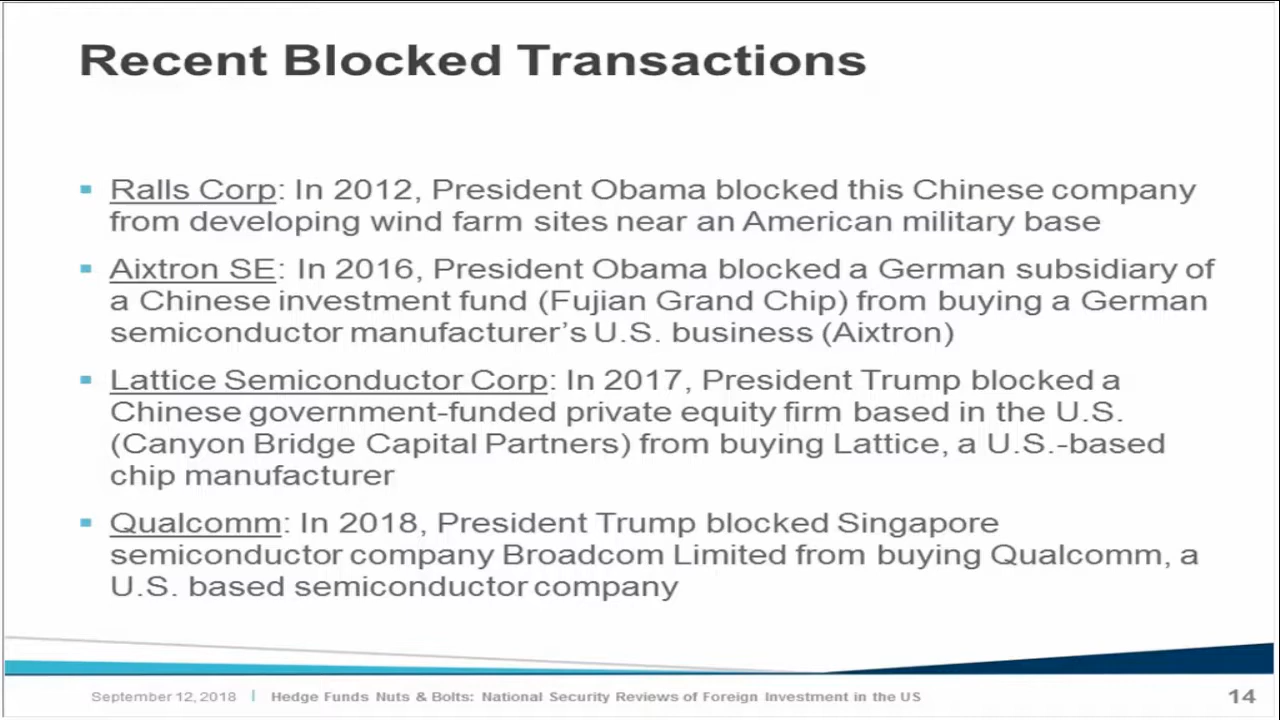 Recent Blocked Transactions
Ralls Corp: In 2012, President Obama blocked this Chinese company
from developing wind farm sites near an American military base
Aixtron SE: In 2016, President Obama blocked a German subsidiary of
a Chinese investment fund (Fujian Grand Chip) from buying a German
semiconductor manufacturer's U.S. business (Aixtron)
Lattice Semiconductor Corp: In 2017, President Trump blocked a
Chinese government-funded private equity firm based in the U.S.
(Canyon Bridge Capital Partners) from buying Lattice, a U.S.-based
chip manufacturer
Qualcomm: In 2018, President Trump blocked Singapore
semiconductor company Broadcom Limited from buying Qualcomm, a
U.S. based semiconductor company
September 12, 2018 | Hedge Funds Nuts & Bolts: National Security Reviews of Foreign Investment in the US 14